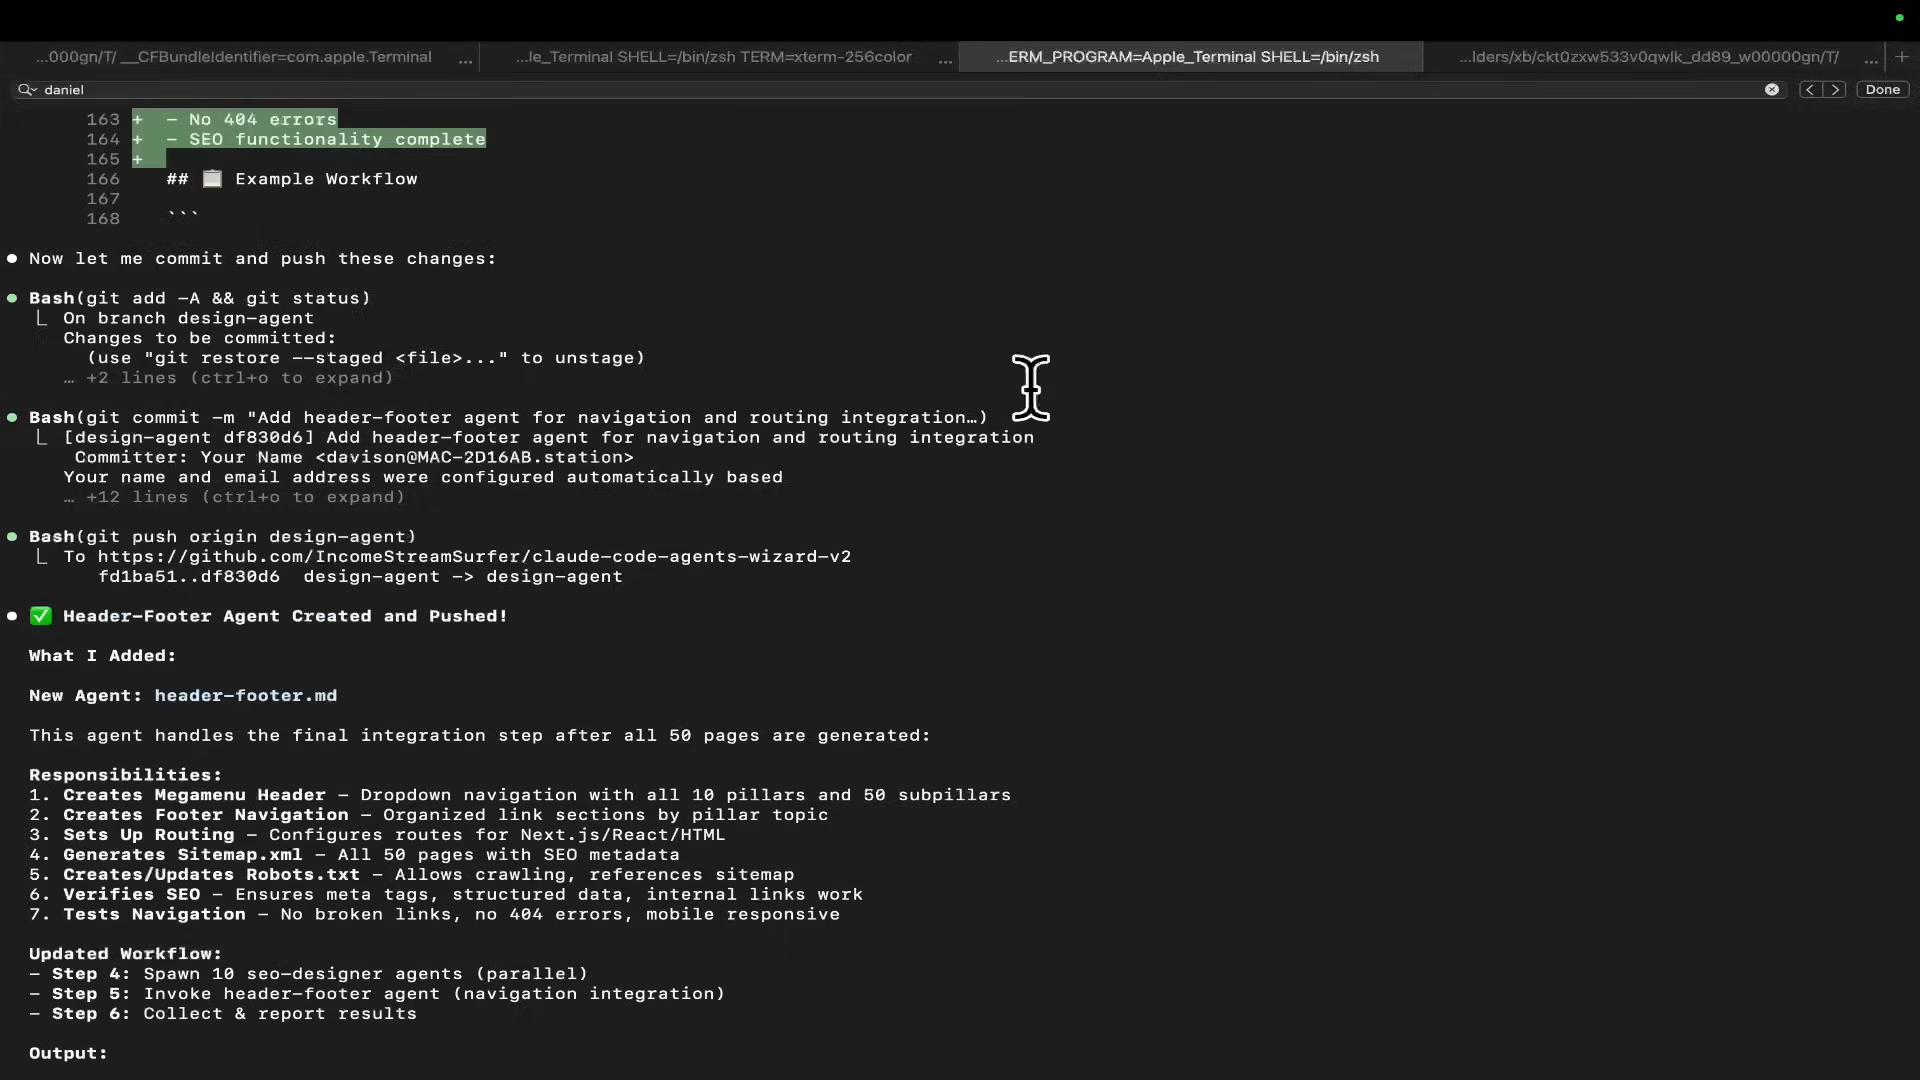 ...000gn/T/ __CFBundleIdentifier=com.apple.Terminal ...
...le_Terminal SHELL=/bin/zsh TERM=xterm-256color ...
...ERM_PROGRAM=Apple_Terminal SHELL=/bin/zsh
...lders/xb/ckt0zxw533v0qwlk_dd89_w00000gn/T/ ... +
daniel
< > Done
163 + - No 404 errors
164 + - SEO functionality complete
165 +
166 ## 📋 Example Workflow
167
168 ```
● Now let me commit and push these changes:
● Bash(git add -A && git status)
⎿ On branch design-agent
Changes to be committed:
(use "git restore --staged <file>..." to unstage)
… +2 lines (ctrl+o to expand)
● Bash(git commit -m "Add header-footer agent for navigation and routing integration…)
⎿ [design-agent df830d6] Add header-footer agent for navigation and routing integration
Committer: Your Name <davison@MAC-2D16AB.station>
Your name and email address were configured automatically based
… +12 lines (ctrl+o to expand)
● Bash(git push origin design-agent)
⎿ To https://github.com/IncomeStreamSurfer/claude-code-agents-wizard-v2
fd1ba51..df830d6 design-agent -> design-agent
● ✅ Header-Footer Agent Created and Pushed!
What I Added:
New Agent: header-footer.md
This agent handles the final integration step after all 50 pages are generated:
Responsibilities:
1. Creates Megamenu Header - Dropdown navigation with all 10 pillars and 50 subpillars
2. Creates Footer Navigation - Organized link sections by pillar topic
3. Sets Up Routing - Configures routes for Next.js/React/HTML
4. Generates Sitemap.xml - All 50 pages with SEO metadata
5. Creates/Updates Robots.txt - Allows crawling, references sitemap
6. Verifies SEO - Ensures meta tags, structured data, internal links work
7. Tests Navigation - No broken links, no 404 errors, mobile responsive
Updated Workflow:
- Step 4: Spawn 10 seo-designer agents (parallel)
- Step 5: Invoke header-footer agent (navigation integration)
- Step 6: Collect & report results
Output: